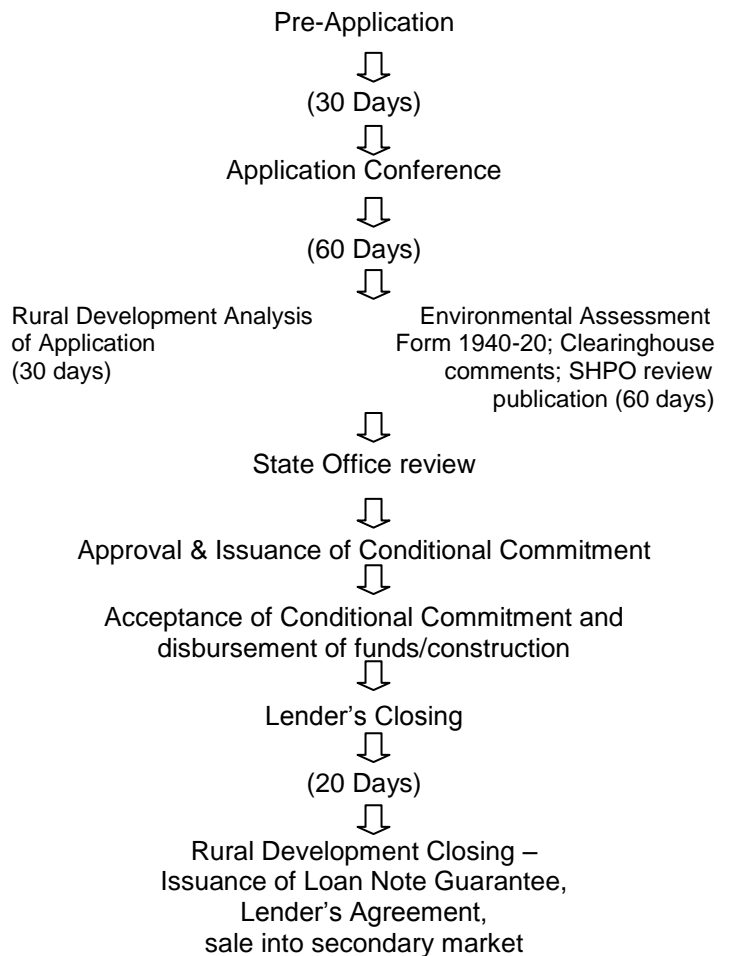 Pre-Application
(30 Days)
Application Conference
(60 Days)
Rural Development Analysis
of Application
(30 days)
Environmental Assessment
Form 1940-20; Clearinghouse
comments; SHPO review
publication (60 days)
State Office review
Approval & Issuance of Conditional Commitment
Acceptance of Conditional Commitment and
disbursement of funds/construction
Lender’s Closing
(20 Days)
Rural Development Closing –
Issuance of Loan Note Guarantee,
Lender’s Agreement,
sale into secondary market